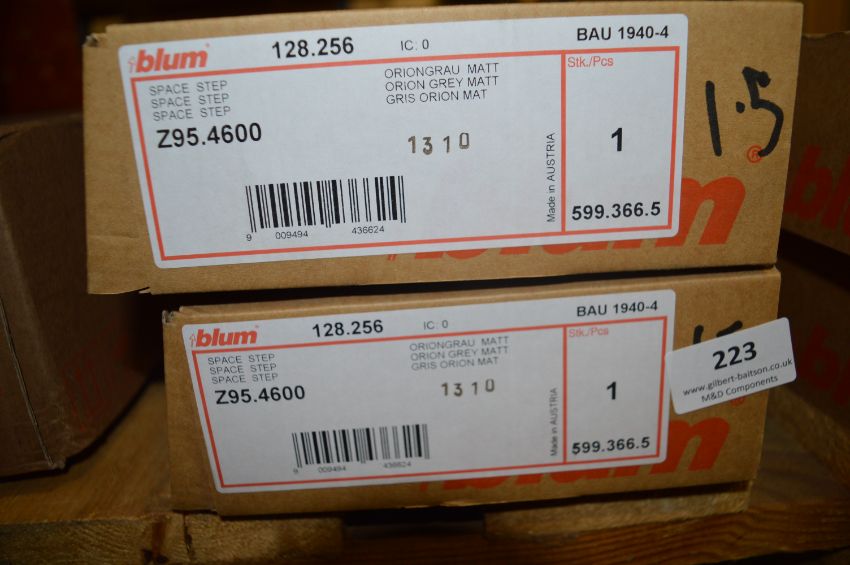 blum 128.256 IC: 0 BAU 1940-4
SPACE STEP ORIONGRAU MATT Stk./Pcs
SPACE STEP ORION GREY MATT
SPACE STEP GRIS ORION MAT
Z95.4600 1310 1 1.5
Made in AUSTRIA
599.366.5
9 009494 436624
blum
blum 128.256 IC: 0 BAU 1940-4
SPACE STEP ORIONGRAU MATT Stk./Pcs
SPACE STEP ORION GREY MATT
SPACE STEP GRIS ORION MAT
Z95.4600 1310 1
Made in AUSTRIA
599.366.5
9 009494 436624
blum
223
www.gilbert-baitson.co.uk
M&D Components